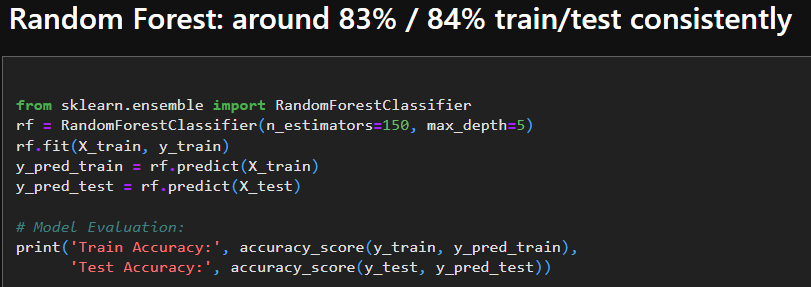 Random Forest: around 83% / 84% train/test consistently
from sklearn.ensemble import RandomForestClassifier
rf = RandomForestClassifier(n_estimators=150, max_depth=5)
rf.fit(X_train, y_train)
y_pred_train = rf.predict(X_train)
y_pred_test = rf.predict(X_test)
# Model Evaluation:
print('Train Accuracy:', accuracy_score(y_train, y_pred_train),
      'Test Accuracy:', accuracy_score(y_test, y_pred_test))